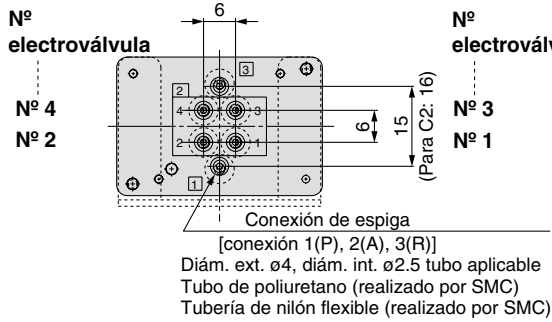 Nº
electroválvula
Nº 4
Nº 2
6
3
2
4
3
2
1
1
6
15
(Para C2: 16)
Nº
electrovál
Nº 3
Nº 1
Conexión de espiga
[conexión 1(P), 2(A), 3(R)]
Diám. ext. ø4, diám. int. ø2.5 tubo aplicable
Tubo de poliuretano (realizado por SMC)
Tubería de nilón flexible (realizado por SMC)